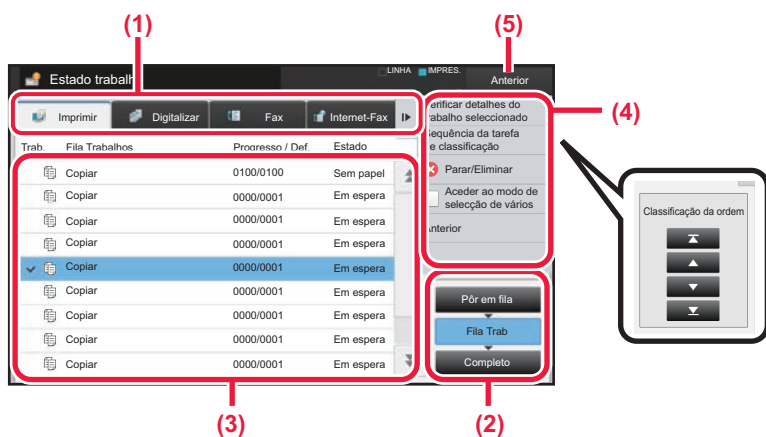 (1)
(5)
LINHA
IMPRES.
Estado trabalh
Anterior
Imprimir
Digitalizar
Fax
Internet-Fax
erificar detalhes do
rabalho seleccionado
(4)
Sequência da tarefa
e classificação
Trab.
Fila Trabalhos
Progresso / Def.
Estado
Copiar 0100/0100 Sem papel
Copiar 0000/0001 Em espera
Copiar 0000/0001 Em espera
Copiar 0000/0001 Em espera
Copiar 0000/0001 Em espera
Copiar 0000/0001 Em espera
Copiar 0000/0001 Em espera
Copiar 0000/0001 Em espera
Copiar 0000/0001 Em espera
Parar/Eliminar
Aceder ao modo de
selecção de vários
Anterior
Classificação da ordem
Pôr em fila
Fila Trab
Completo
(3)
(2)